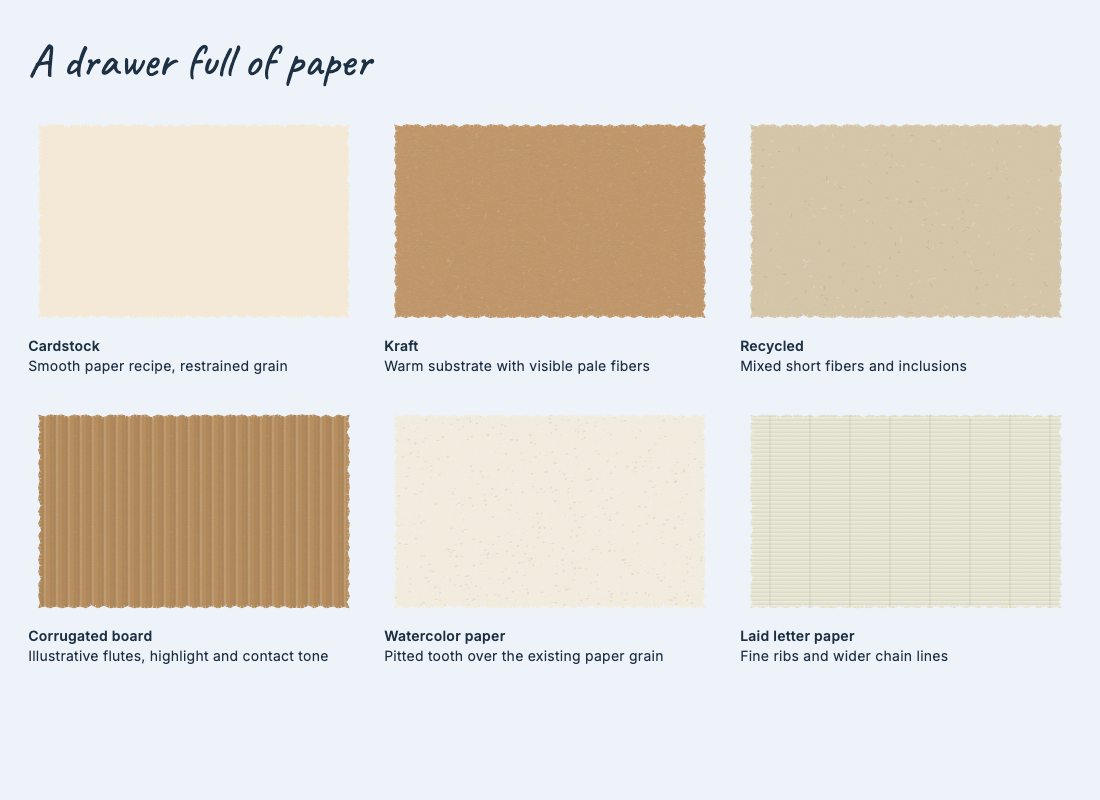 A drawer full of paper
Cardstock
Smooth paper recipe, restrained grain
Kraft
Warm substrate with visible pale fibers
Recycled
Mixed short fibers and inclusions
Corrugated board
Illustrative flutes, highlight and contact tone
Watercolor paper
Pitted tooth over the existing paper grain
Laid letter paper
Fine ribs and wider chain lines